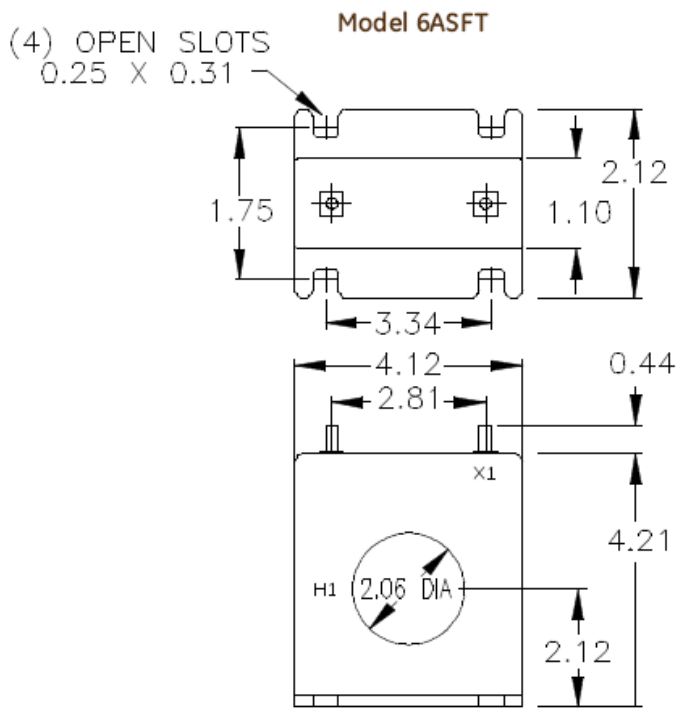 Model 6ASFT
(4) OPEN SLOTS
0.25 X 0.31
2.12
1.75
1.10
3.34
4.12
0.44
2.81
X1
4.21
H1
2.06 DIA
2.12